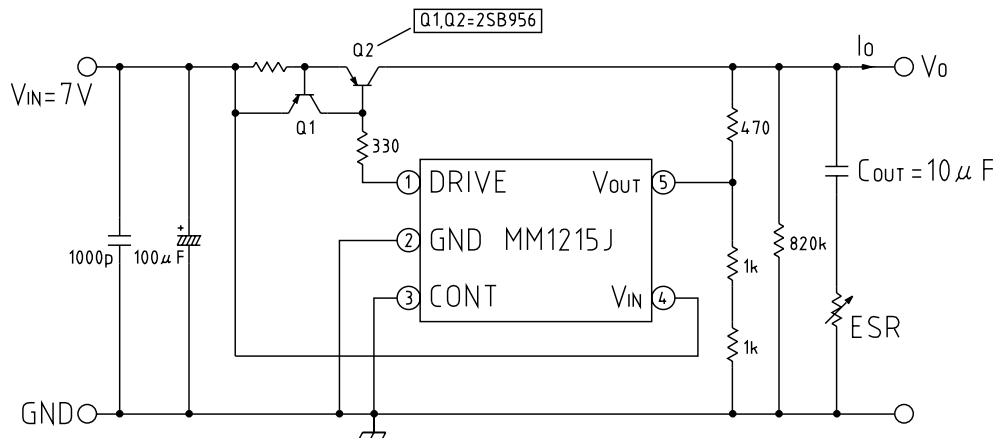 Q1,Q2=2SB956
Q2
Io
VIN=7V
Vo
Q1
330
470
1 DRIVE
VOUT 5
COUT=10μF
1000p
100μF
+
2 GND
MM1215J
820k
1k
3 CONT
VIN 4
ESR
1k
GND